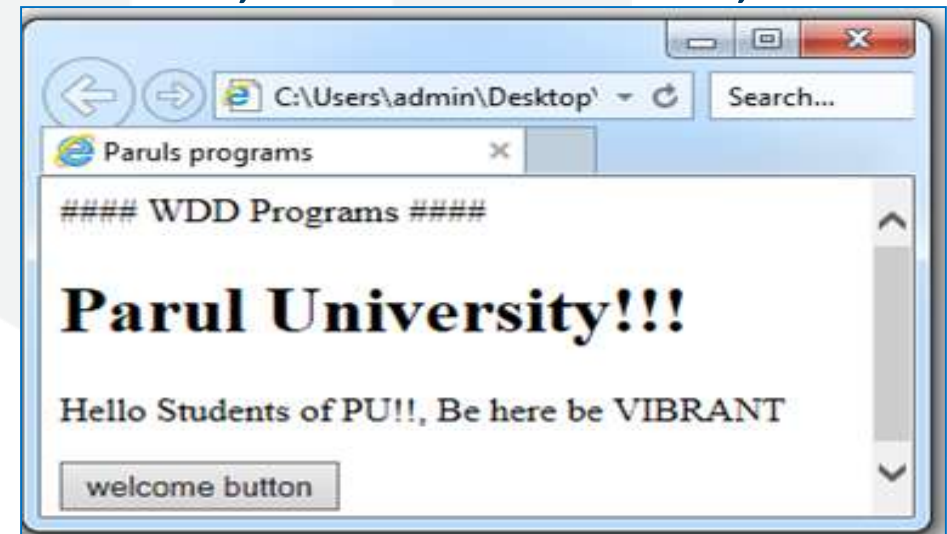 C:\Users\admin\Desktop\ Search...
Paruls programs
#### WDD Programs ####
Parul University!!!
Hello Students of PU!!, Be here be VIBRANT
welcome button